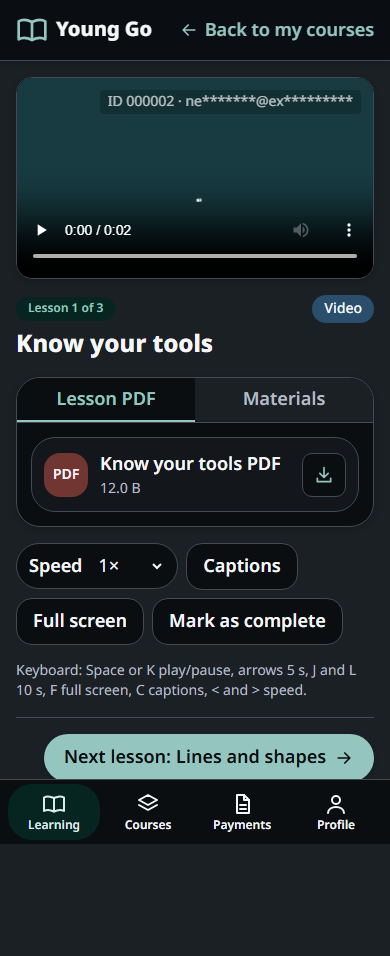 Young Go
← Back to my courses
ID 000002 · ne*******@ex*********
0:00 / 0:02
Lesson 1 of 3
Video
Know your tools
Lesson PDF
Materials
PDF
Know your tools PDF
12.0 B
Speed 1×
Captions
Full screen
Mark as complete
Keyboard: Space or K play/pause, arrows 5 s, J and L
10 s, F full screen, C captions, < and > speed.
Next lesson: Lines and shapes →
Learning
Courses
Payments
Profile